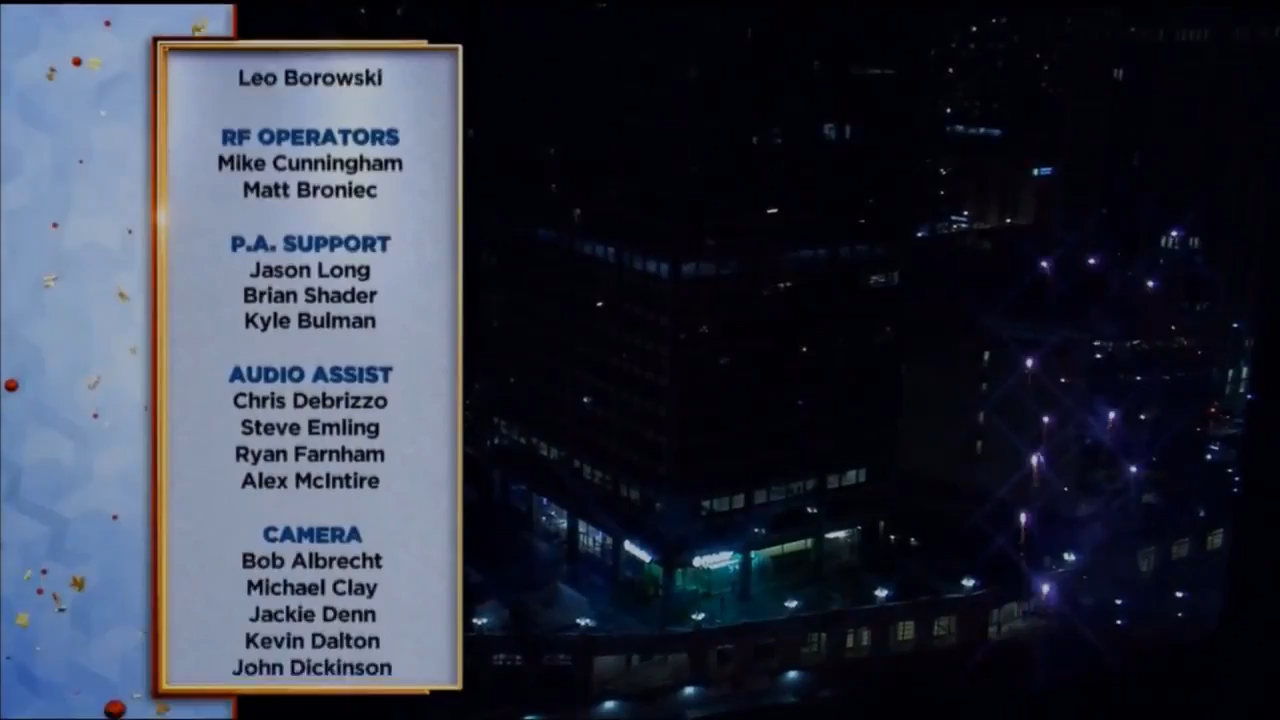 Leo Borowski
RF OPERATORS
Mike Cunningham
Matt Broniec
P.A. SUPPORT
Jason Long
Brian Shader
Kyle Bulman
AUDIO ASSIST
Chris Debrizzo
Steve Emling
Ryan Farnham
Alex McIntire
CAMERA
Bob Albrecht
Michael Clay
Jackie Denn
Kevin Dalton
John Dickinson